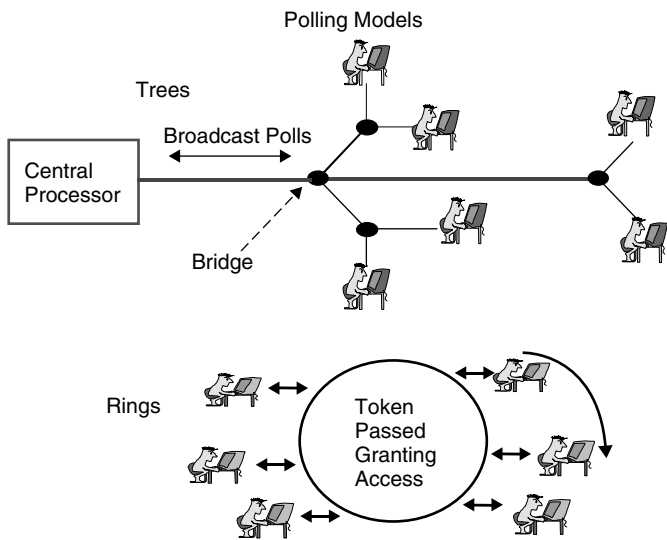 Polling Models
Trees
Broadcast Polls
Central
Processor
Bridge
Rings
Token
Passed
Granting
Access